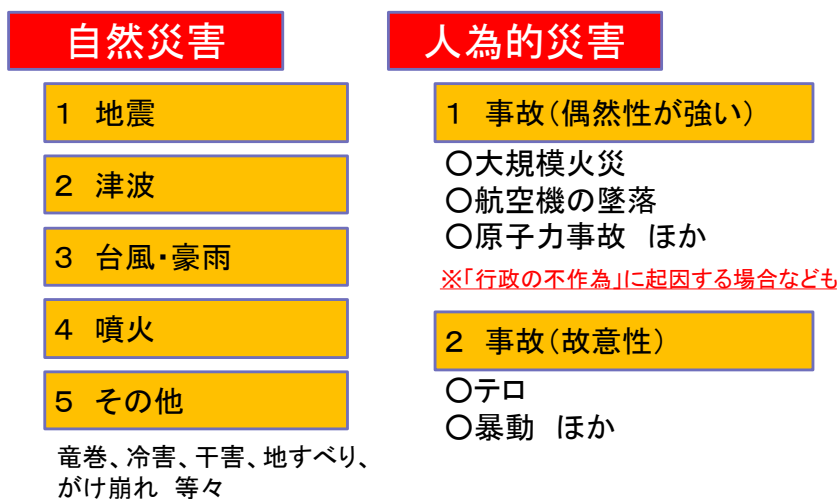 自然災害
１　地震
２　津波
３　台風・豪雨
４　噴火
５　その他
竜巻、冷害、干害、地すべり、
がけ崩れ　等々
人為的災害
１　事故（偶然性が強い）
〇大規模火災
〇航空機の墜落
〇原子力事故　ほか
※「行政の不作為」に起因する場合なども
２　事故（故意性）
〇テロ
〇暴動　ほか